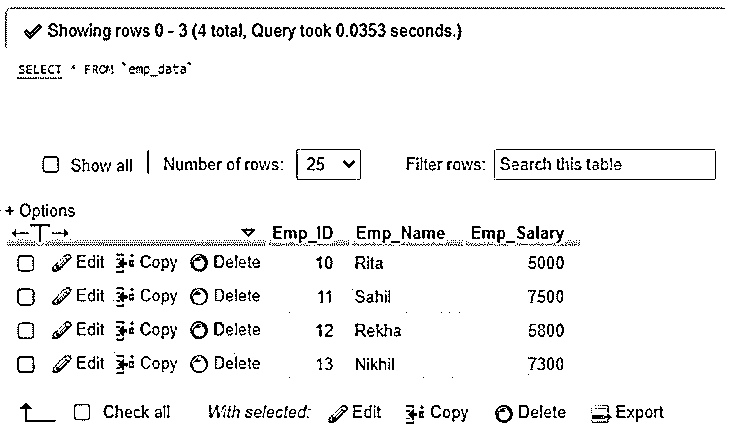 Showing rows 0 - 3 (4 total, Query took 0.0353 seconds.)
SELECT * FROM `emp_data`
Show all | Number of rows: 25 Filter rows: Search this table
+ Options
←T→ Emp_ID Emp_Name Emp_Salary
Edit Copy Delete 10 Rita 5000
Edit Copy Delete 11 Sahil 7500
Edit Copy Delete 12 Rekha 5800
Edit Copy Delete 13 Nikhil 7300
Check all With selected: Edit Copy Delete Export